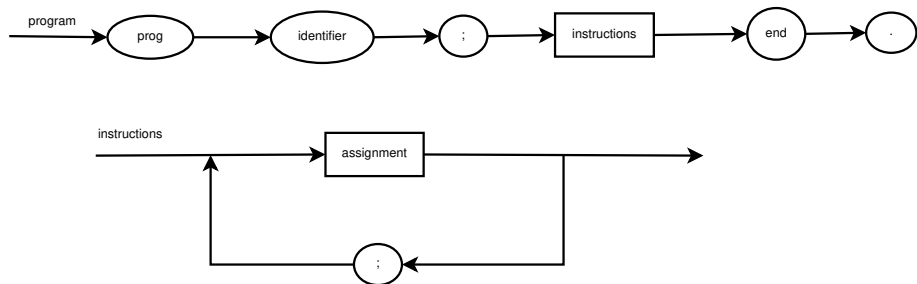 program
prog
identifier
;
instructions
end
.
instructions
assignment
;